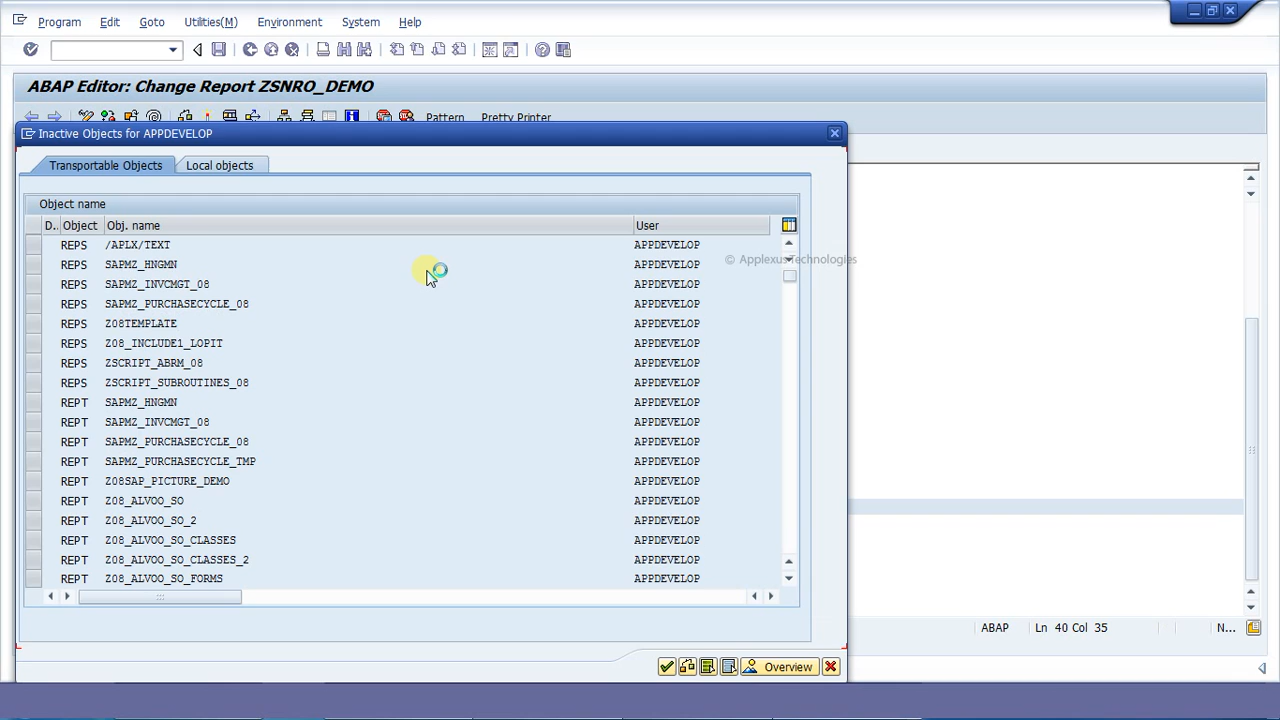 Program Edit Goto Utilities(M) Environment System Help
ABAP Editor: Change Report ZSNRO_DEMO
Pattern Pretty Printer
Inactive Objects for APPDEVELOP
Transportable Objects Local objects
Object name
D.. Object Obj. name User
REPS /APLX/TEXT APPDEVELOP
REPS SAPMZ_HNGMN APPDEVELOP
© ApplexusTechnologies
REPS SAPMZ_INVCMGT_08 APPDEVELOP
REPS SAPMZ_PURCHASECYCLE_08 APPDEVELOP
REPS Z08TEMPLATE APPDEVELOP
REPS Z08_INCLUDE1_LOPIT APPDEVELOP
REPS ZSCRIPT_ABRM_08 APPDEVELOP
REPS ZSCRIPT_SUBROUTINES_08 APPDEVELOP
REPT SAPMZ_HNGMN APPDEVELOP
REPT SAPMZ_INVCMGT_08 APPDEVELOP
REPT SAPMZ_PURCHASECYCLE_08 APPDEVELOP
REPT SAPMZ_PURCHASECYCLE_TMP APPDEVELOP
REPT Z08SAP_PICTURE_DEMO APPDEVELOP
REPT Z08_ALVOO_SO APPDEVELOP
REPT Z08_ALVOO_SO_2 APPDEVELOP
REPT Z08_ALVOO_SO_CLASSES APPDEVELOP
REPT Z08_ALVOO_SO_CLASSES_2 APPDEVELOP
REPT Z08_ALVOO_SO_FORMS APPDEVELOP
ABAP Ln 40 Col 35 N...
Overview